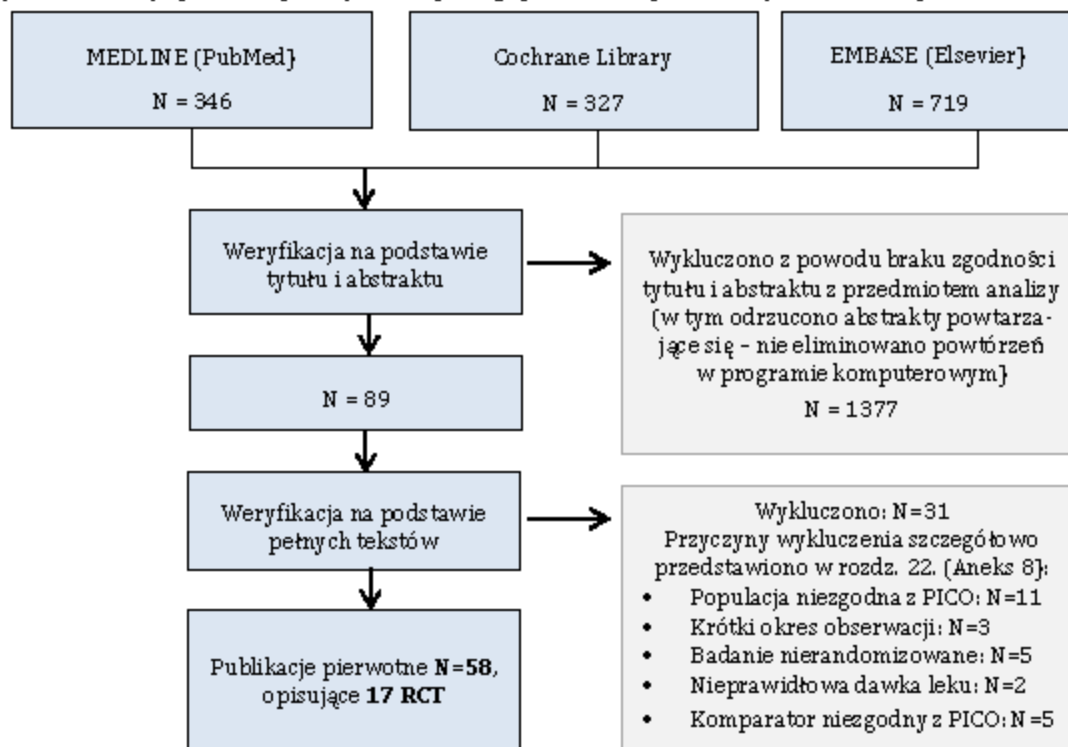 MEDLINE (PubMed}
N = 346
Cochrane Library
N = 327
EMBASE (Elsevier}
N = 719
Weryfikacja na podstawie
tytułu i abstraktu
Wykluczono z powodu braku zgodności
tytułu i abstraktu z przedmiotem analizy
(w tym odrzucono abstrakty powtarza-
jące się – nie eliminowano powtórzeń
w programie komputerowym}
N = 1377
N = 89
Weryfikacja na podstawie
pełnych tekstów
Wykluczono: N=31
Przyczyny wykluczenia szczegółowo
przedstawiono w rozdz. 22. (Aneks 8}:
• Populacja niezgodna z PICO: N=11
• Krótki okres obserwacji: N=3
• Badanie nierandomizowane: N=5
• Nieprawidłowa dawka leku: N=2
• Komparator niezgodny z PICO: N=5
Publikacje pierwotne N=58,
opisujące 17 RCT